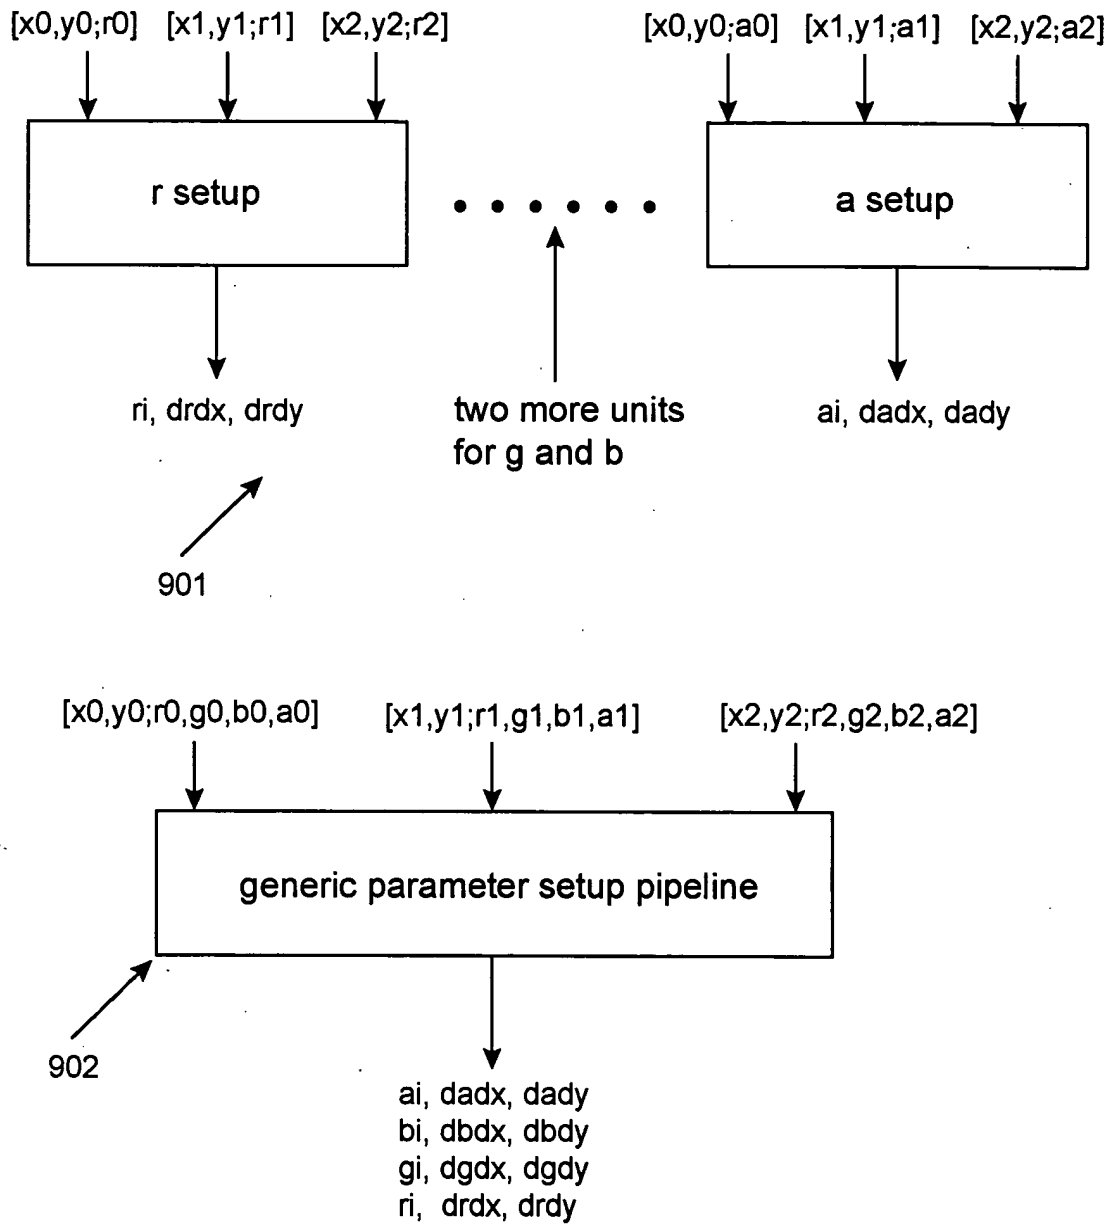 [x0,y0;r0] [x1,y1;r1] [x2,y2;r2] [x0,y0;a0] [x1,y1;a1] [x2,y2;a2]
r setup
a setup
ri, drdx, drdy
two more units
for g and b
ai, dadx, dady
901
[x0,y0;r0,g0,b0,a0] [x1,y1;r1,g1,b1,a1] [x2,y2;r2,g2,b2,a2]
generic parameter setup pipeline
902
ai, dadx, dady
bi, dbdx, dbdy
gi, dgdx, dgdy
ri, drdx, drdy